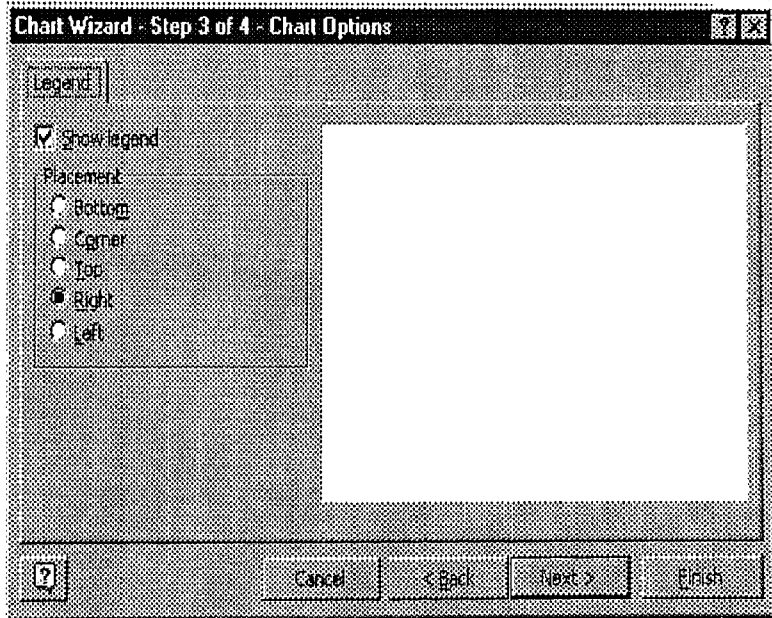 Chart Wizard - Step 3 of 4 - Chart Options
Legend
Show legend
Placement
Bottom
Corner
Top
Right
Left
Cancel
< Back
Next >
Finish